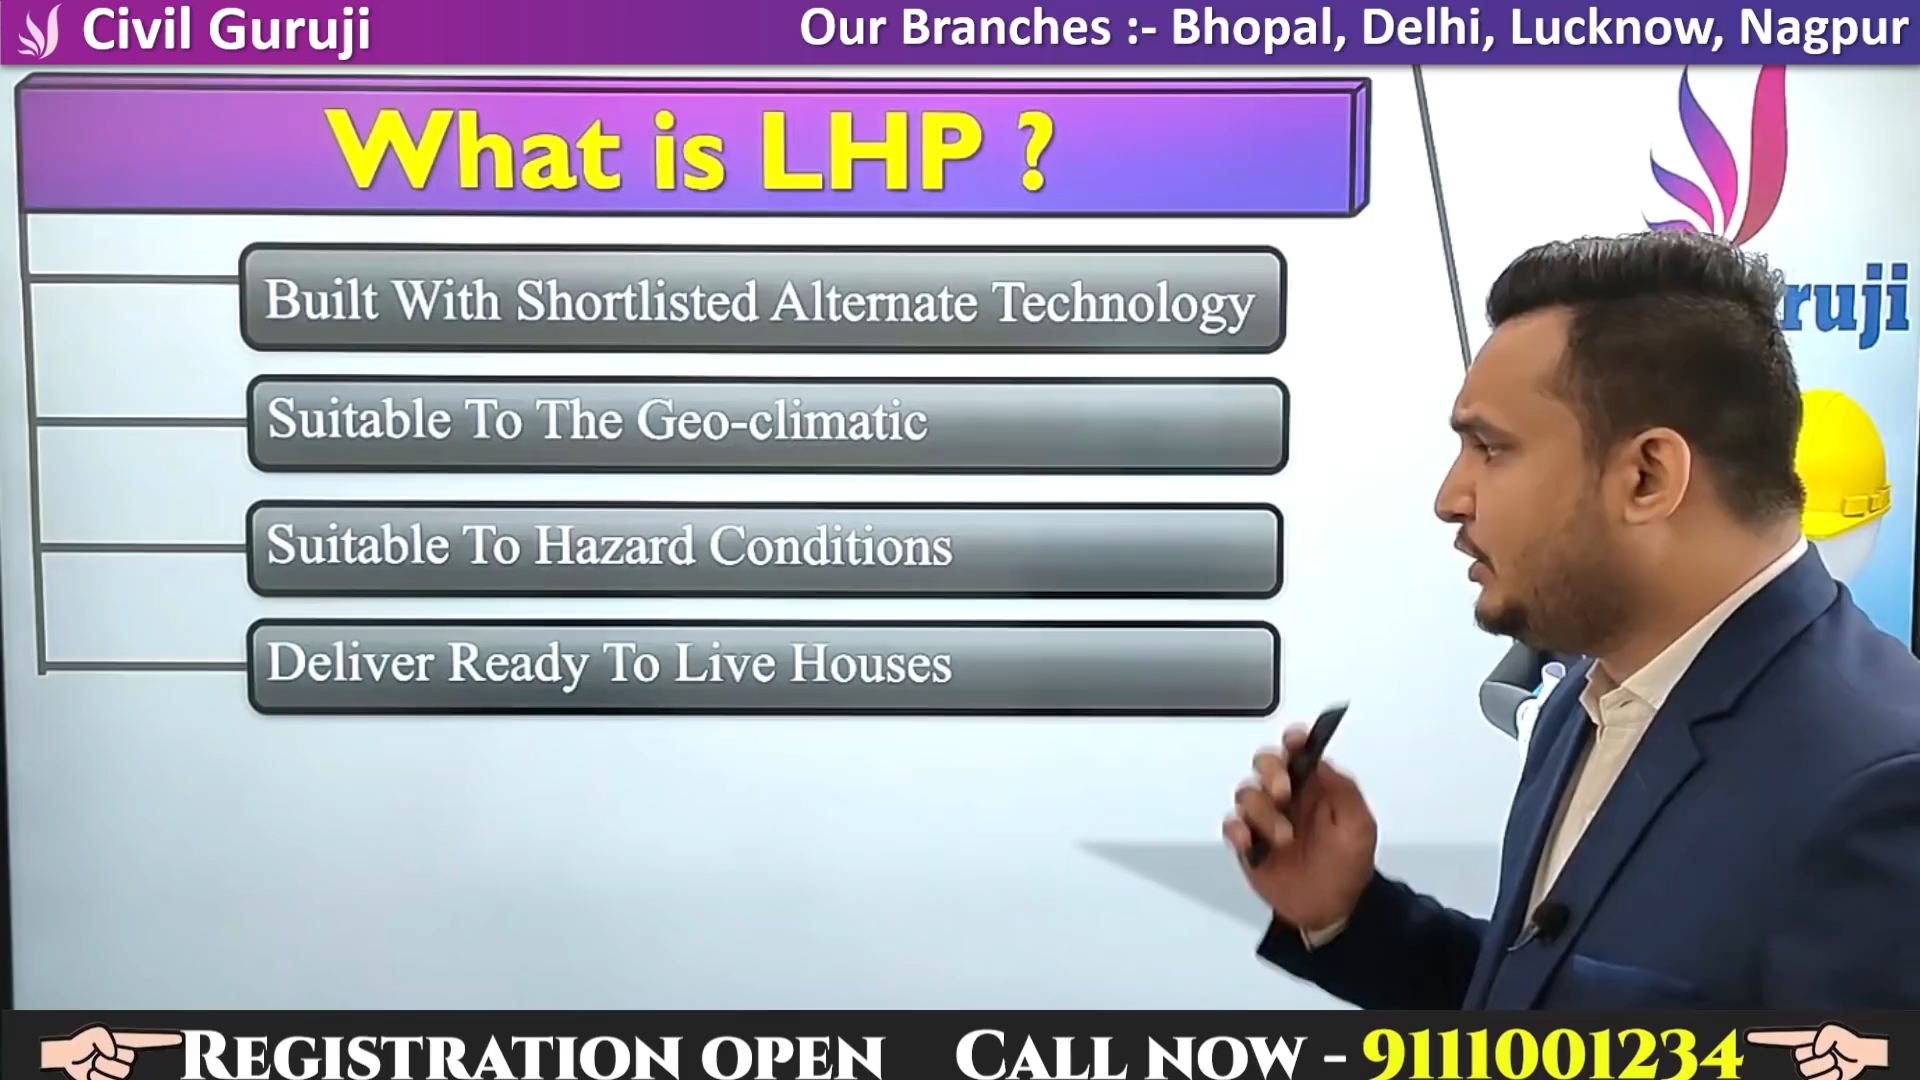 Civil Guruji
Our Branches :- Bhopal, Delhi, Lucknow, Nagpur
What is LHP ?
Built With Shortlisted Alternate Technology
Suitable To The Geo-climatic
Suitable To Hazard Conditions
Deliver Ready To Live Houses
ruji
REGISTRATION OPEN CALL NOW - 9111001234